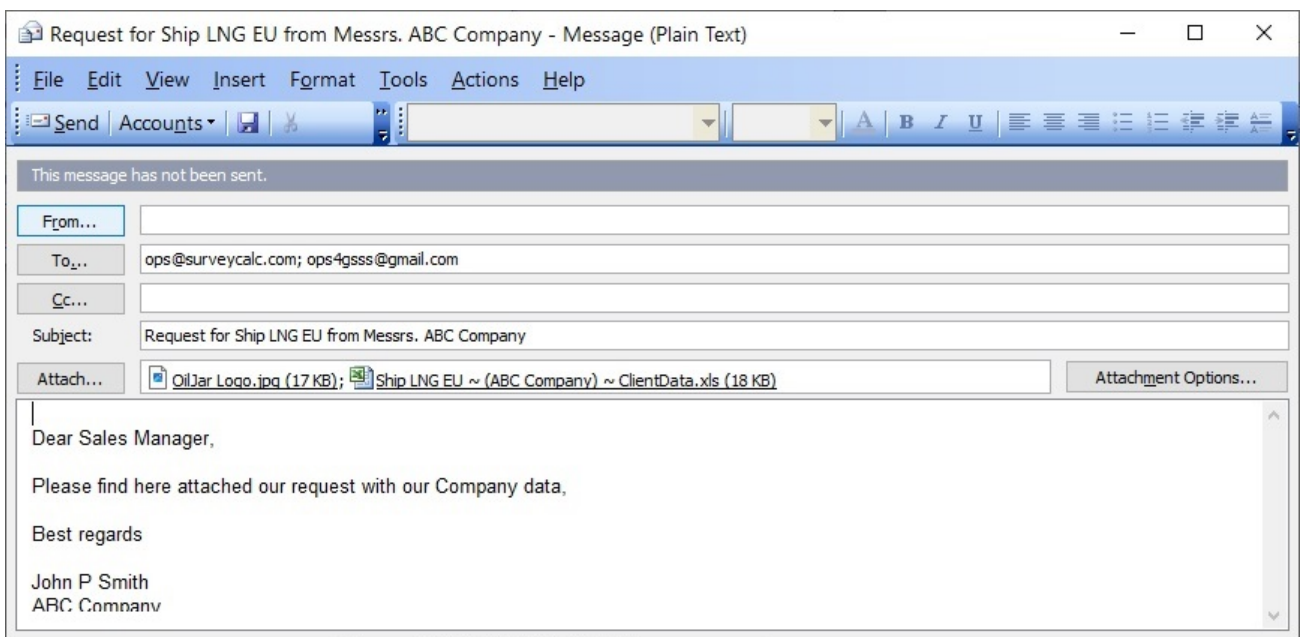 Request for Ship LNG EU from Messrs. ABC Company - Message (Plain Text)
File Edit View Insert Format Tools Actions Help
Send Accounts A B I U
This message has not been sent.
From...
To... ops@surveycalc.com; ops4gsss@gmail.com
Cc...
Subject: Request for Ship LNG EU from Messrs. ABC Company
Attach... OilJar Logo.jpg (17 KB); Ship LNG EU ~ (ABC Company) ~ ClientData.xls (18 KB) Attachment Options...
Dear Sales Manager,
Please find here attached our request with our Company data,
Best regards
John P Smith
ABC Company